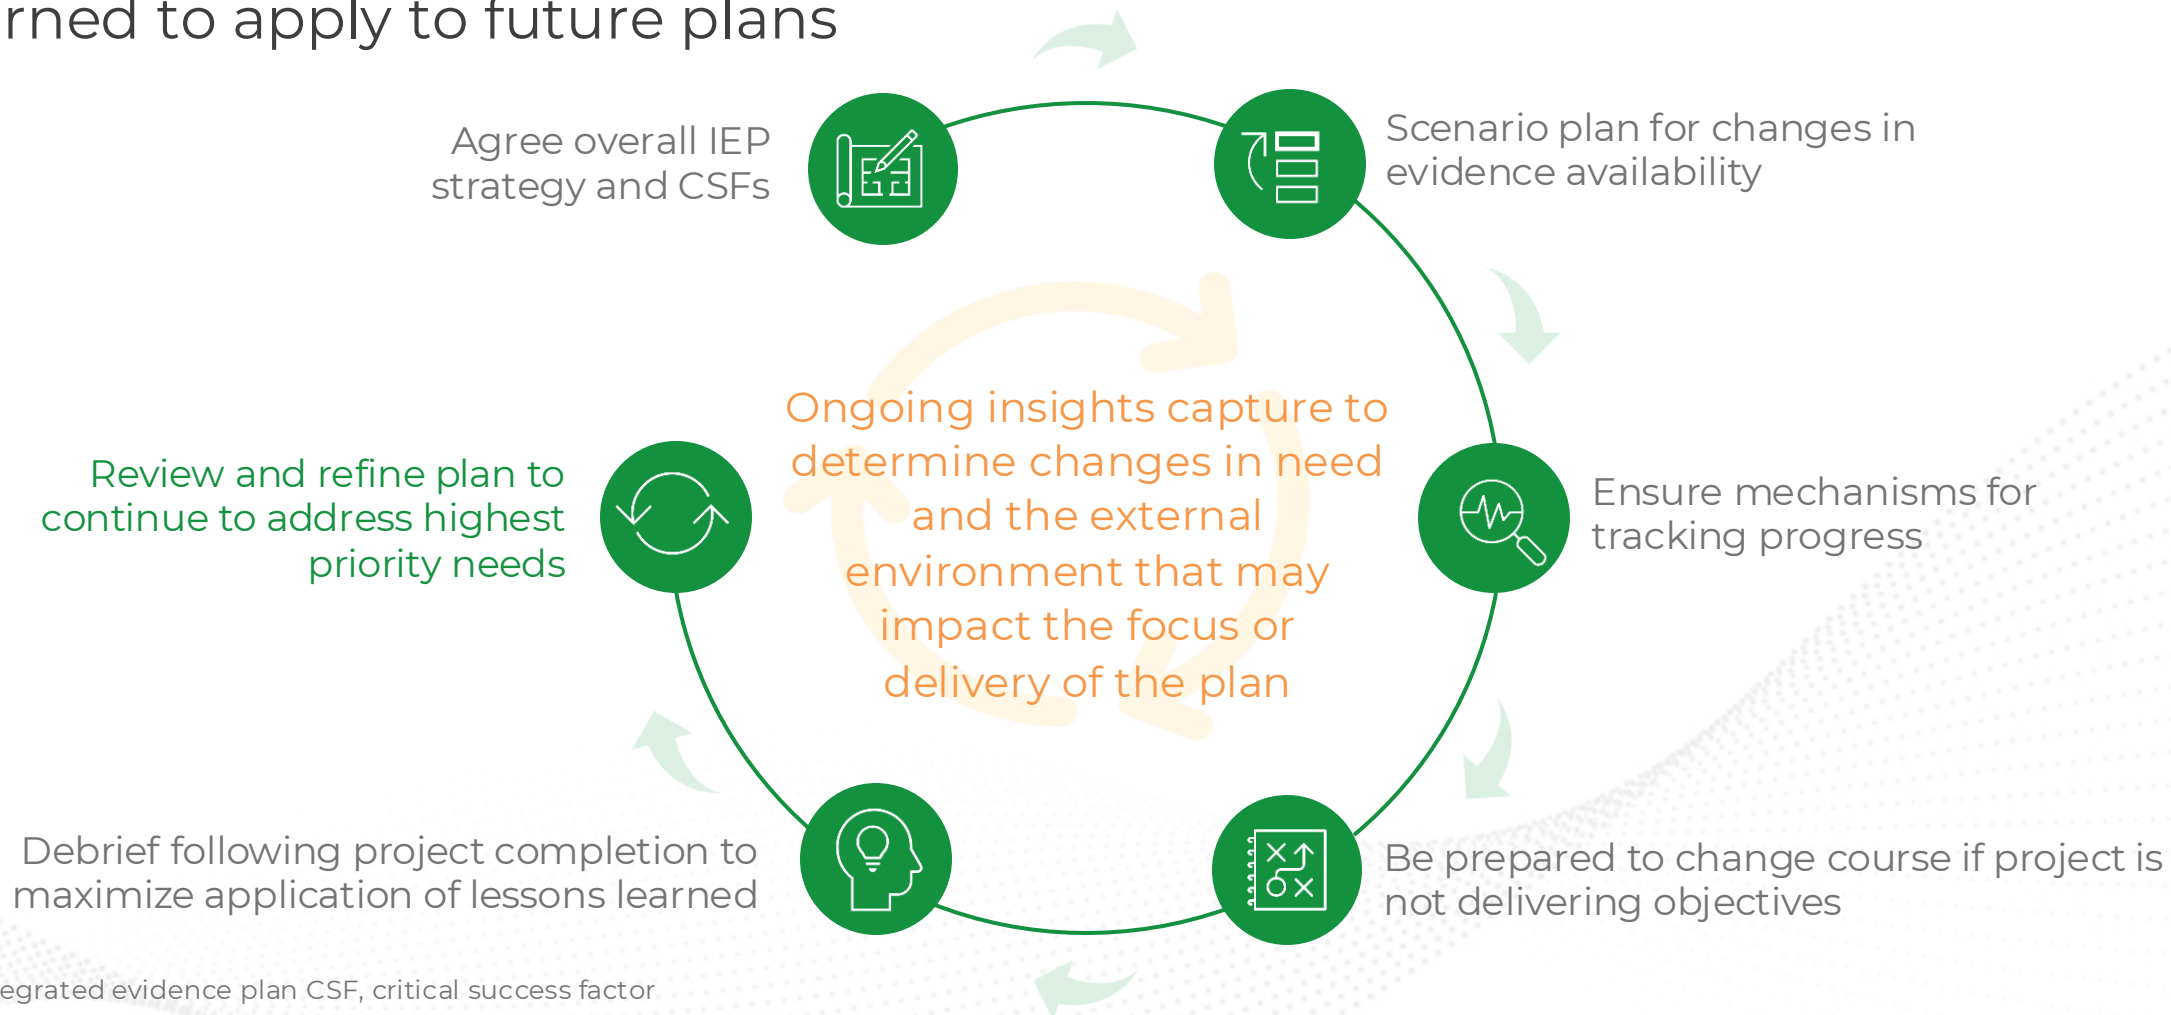 rned to apply to future plans
Agree overall IEP
strategy and CSFs
Scenario plan for changes in
evidence availability
Ongoing insights capture to
determine changes in need
and the external
environment that may
impact the focus or
delivery of the plan
Review and refine plan to
continue to address highest
priority needs
Ensure mechanisms for
tracking progress
Debrief following project completion to
maximize application of lessons learned
Be prepared to change course if project is
not delivering objectives
egrated evidence plan CSF, critical success factor